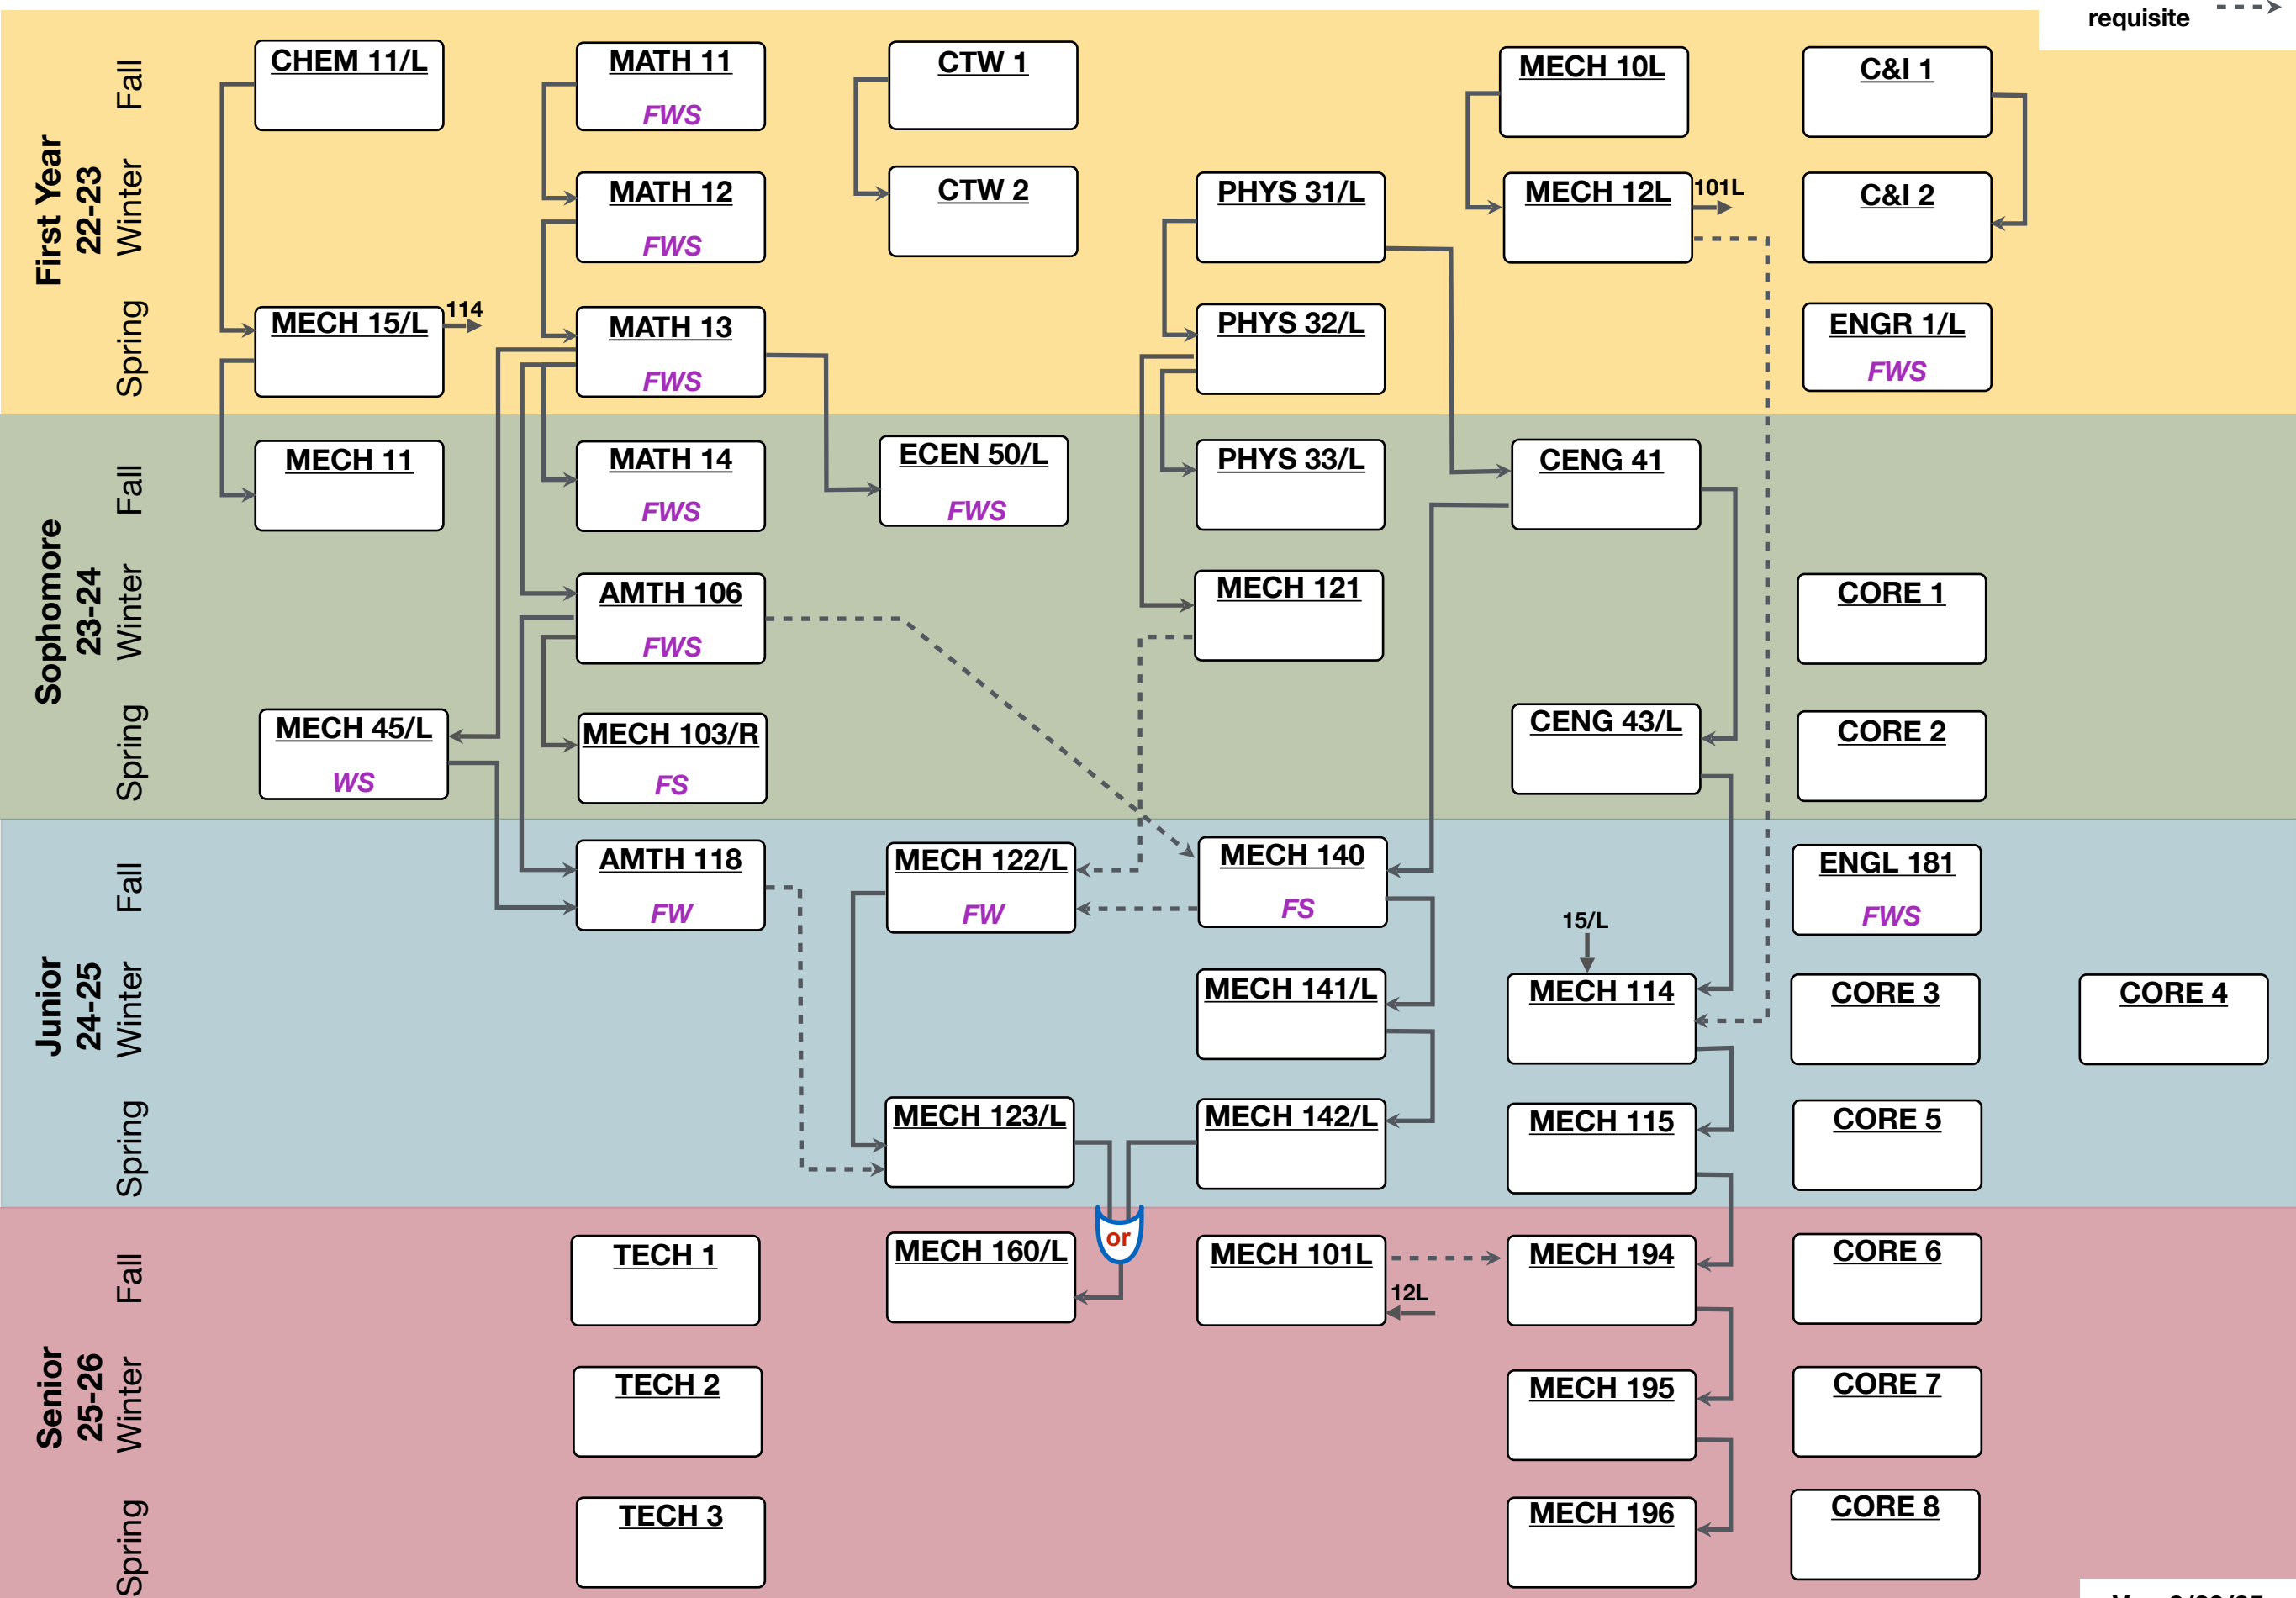 requisite
First Year
22-23
Fall
CHEM 11/L
MATH 11
FWS
CTW 1
MECH 10L
C&I 1
Winter
MATH 12
FWS
CTW 2
PHYS 31/L
MECH 12L
101L
C&I 2
Spring
MECH 15/L
114
MATH 13
FWS
PHYS 32/L
ENGR 1/L
FWS
Sophomore
23-24
Fall
MECH 11
MATH 14
FWS
ECEN 50/L
FWS
PHYS 33/L
CENG 41
Winter
AMTH 106
FWS
MECH 121
CORE 1
Spring
MECH 45/L
WS
MECH 103/R
FS
CENG 43/L
CORE 2
Junior
24-25
Fall
AMTH 118
FW
MECH 122/L
FW
MECH 140
FS
ENGL 181
FWS
Winter
MECH 141/L
15/L
MECH 114
CORE 3
CORE 4
Spring
MECH 123/L
MECH 142/L
MECH 115
CORE 5
or
Senior
25-26
Fall
TECH 1
MECH 160/L
MECH 101L
12L
MECH 194
CORE 6
Winter
TECH 2
MECH 195
CORE 7
Spring
TECH 3
MECH 196
CORE 8